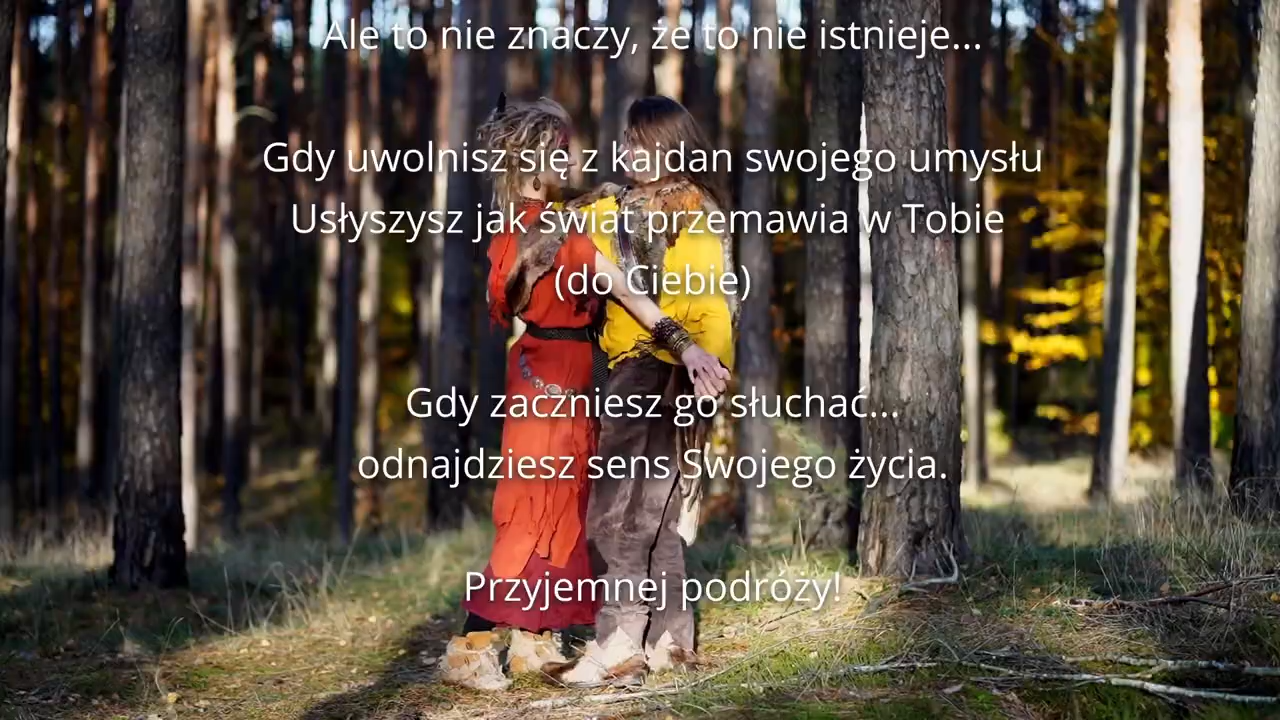 Ale to nie znaczy, że to nie istnieje...
Gdy uwolnisz się z kajdan swojego umysłu
Usłyszysz jak świat przemawia w Tobie
(do Ciebie)
Gdy zaczniesz go słuchać...
odnajdziesz sens Swojego życia.
Przyjemnej podróży!